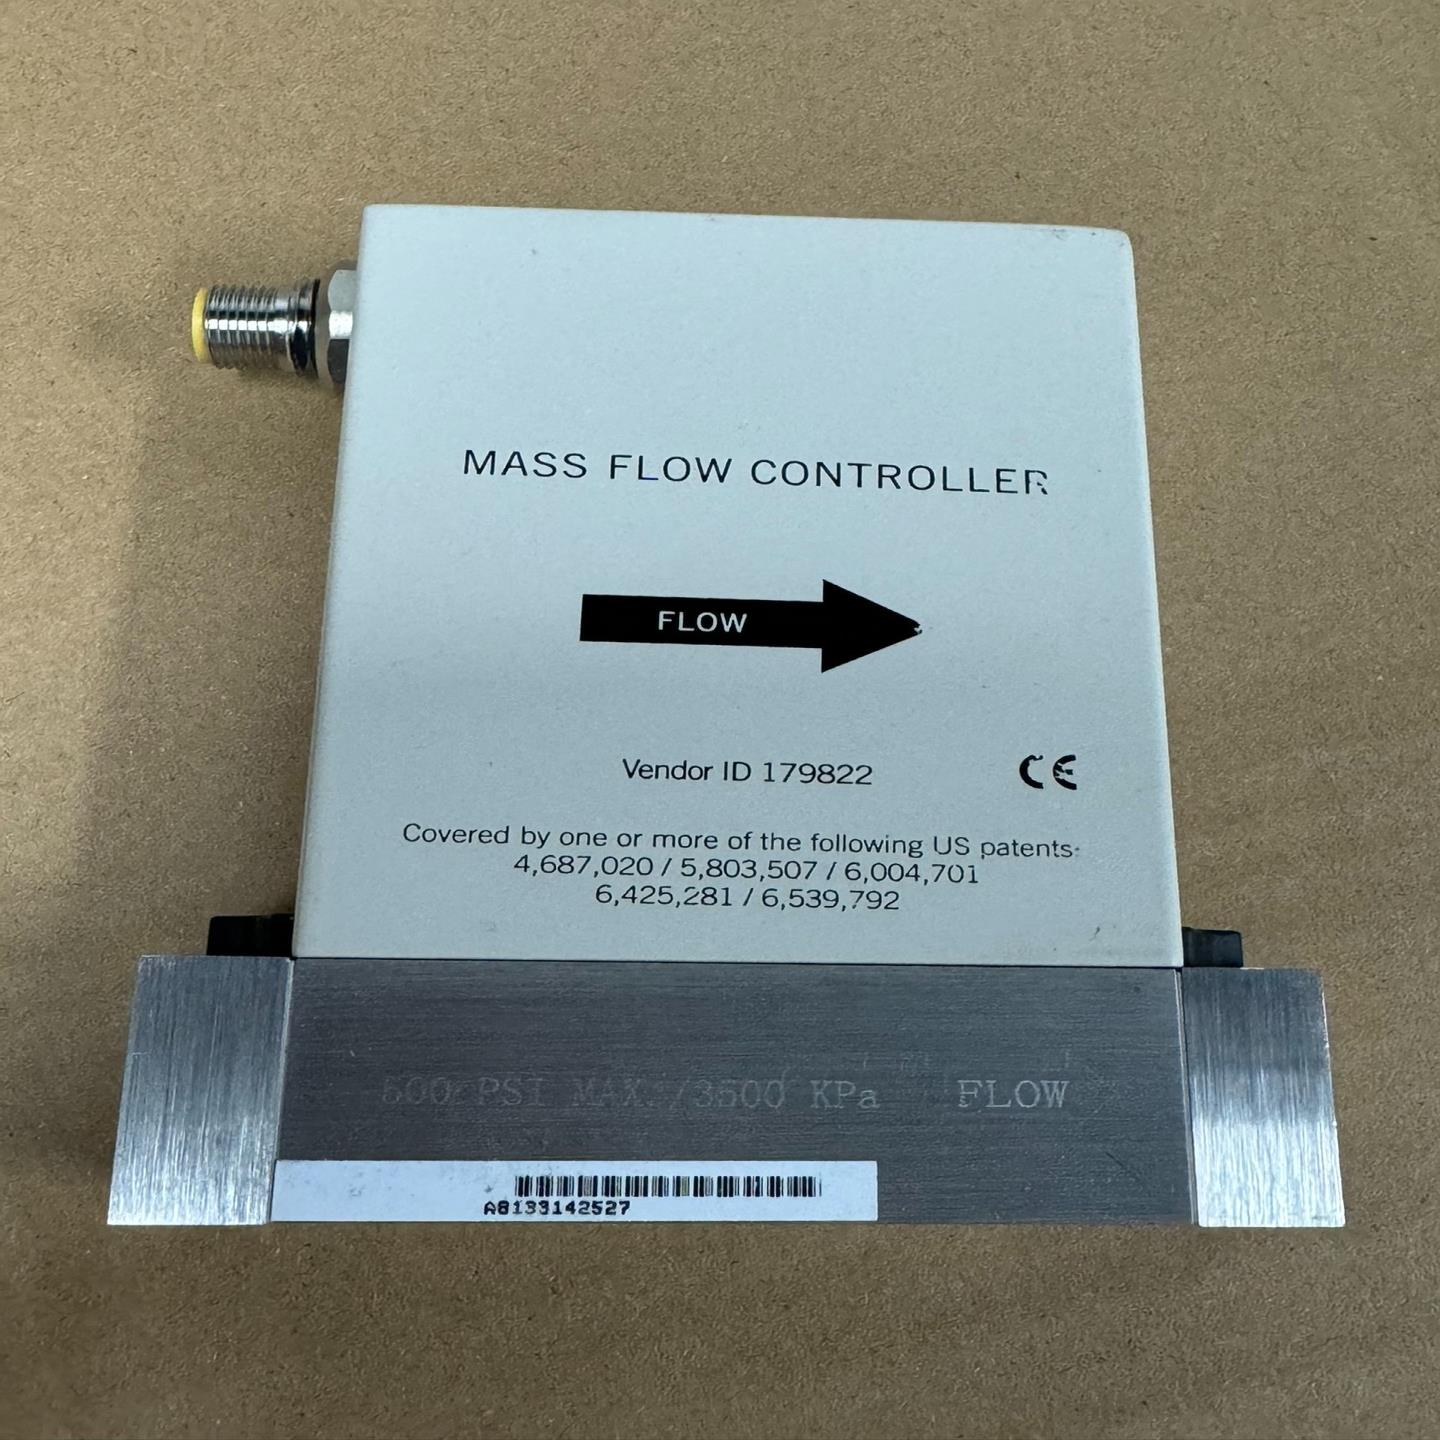 MASS FLOW CONTROLLER
FLOW
Vendor ID 179822 CE
Covered by one or more of the following US patents:
4,687,020 / 5,803,507 / 6,004,701
6,425,281 / 6,539,792
500 PSI MAX. /3500 KPa FLOW
A8133142527